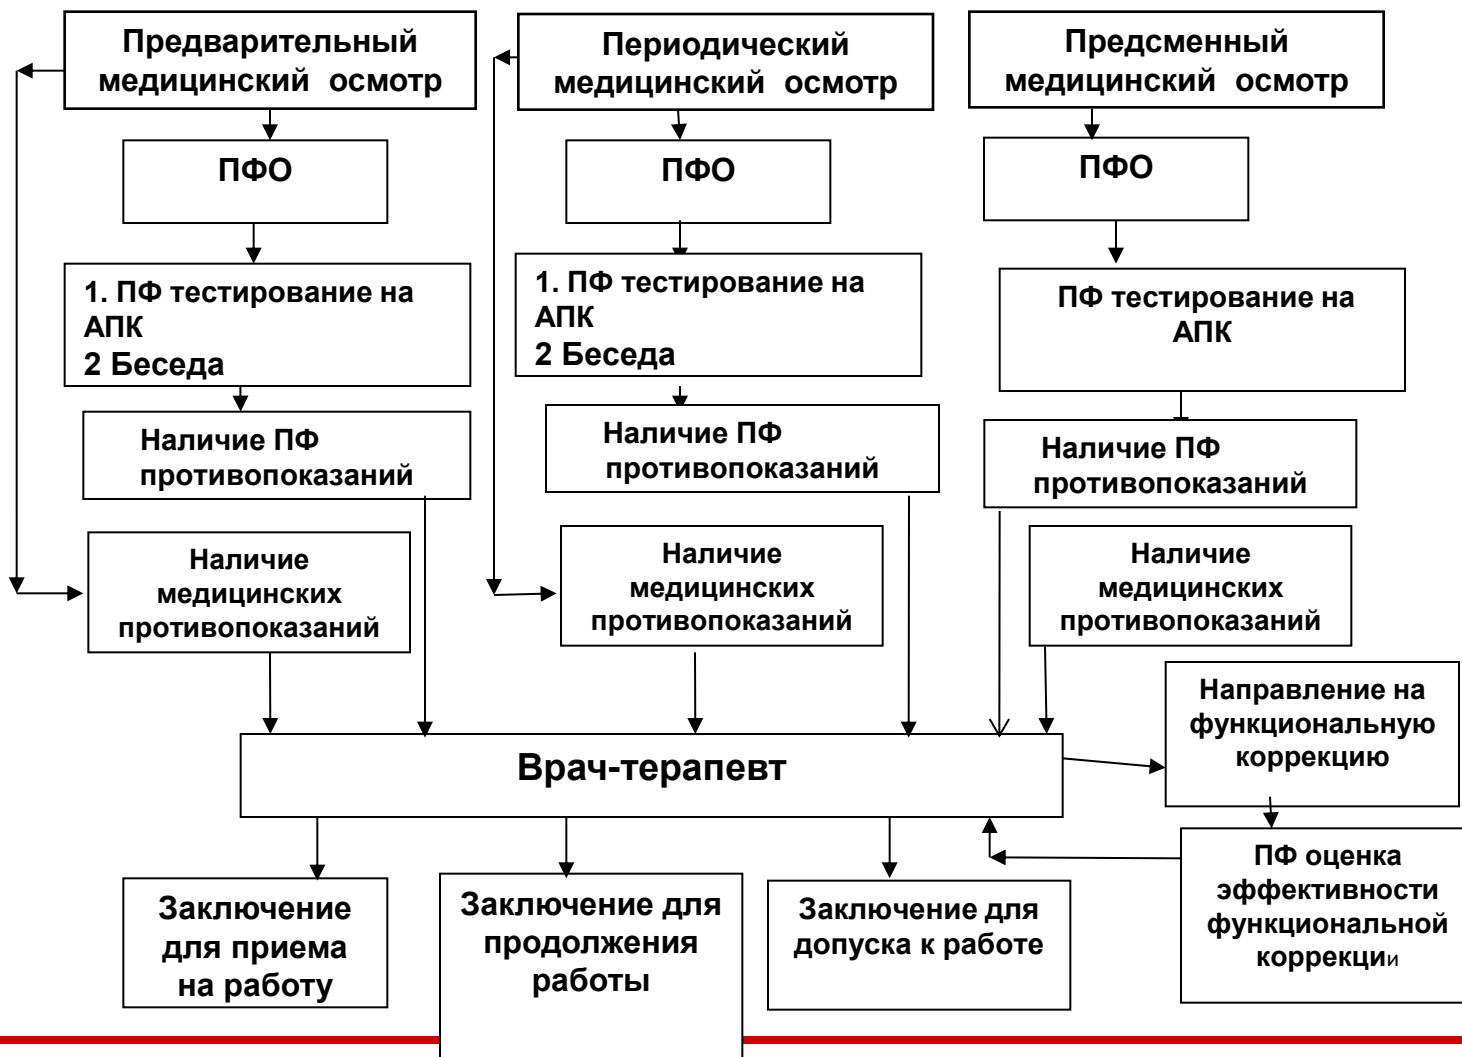 Предварительный
медицинский осмотр
Периодический
медицинский осмотр
Предсменный
медицинский осмотр
ПФО
ПФО
ПФО
1. ПФ тестирование на
АПК
2 Беседа
1. ПФ тестирование на
АПК
2 Беседа
ПФ тестирование на
АПК
Наличие ПФ
противопоказаний
Наличие ПФ
противопоказаний
Наличие ПФ
противопоказаний
Наличие
медицинских
противопоказаний
Наличие
медицинских
противопоказаний
Наличие
медицинских
противопоказаний
Врач-терапевт
Направление на
функциональную
коррекцию
Заключение
для приема
на работу
Заключение для
продолжения
работы
Заключение для
допуска к работе
ПФ оценка
эффективности
функциональной
коррекции